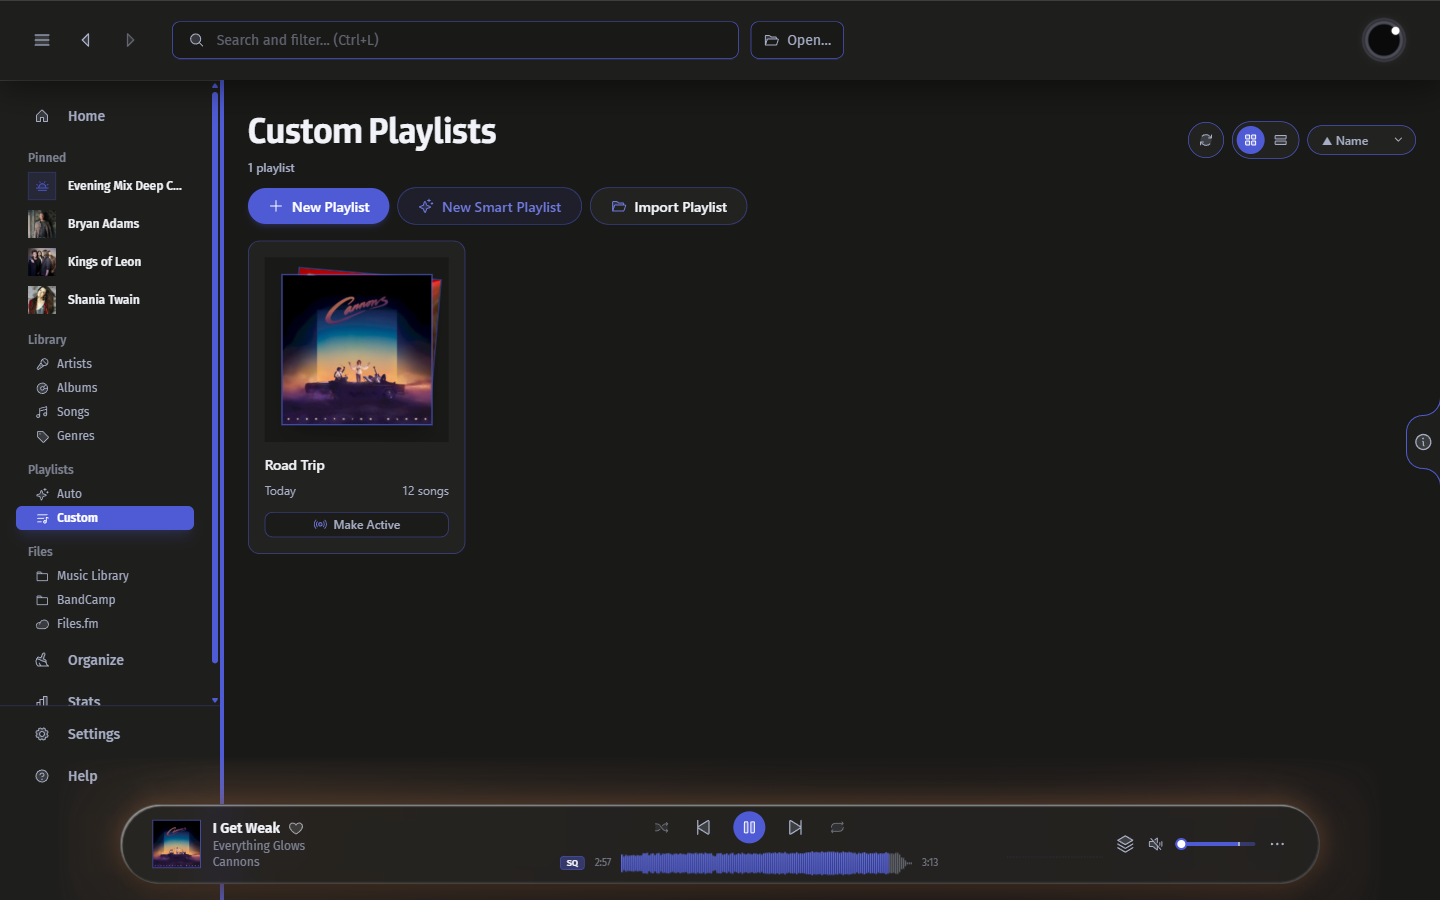 Search and filter... (Ctrl+L)
Open...
Home
Pinned
Evening Mix Deep C...
Bryan Adams
Kings of Leon
Shania Twain
Library
Artists
Albums
Songs
Genres
Playlists
Auto
Custom
Files
Music Library
BandCamp
Files.fm
Organize
Stats
Settings
Help
Custom Playlists
1 playlist
Name
New Playlist
New Smart Playlist
Import Playlist
Cannons
Road Trip
Today
12 songs
Make Active
I Get Weak
Everything Glows
Cannons
SQ
2:57
3:13